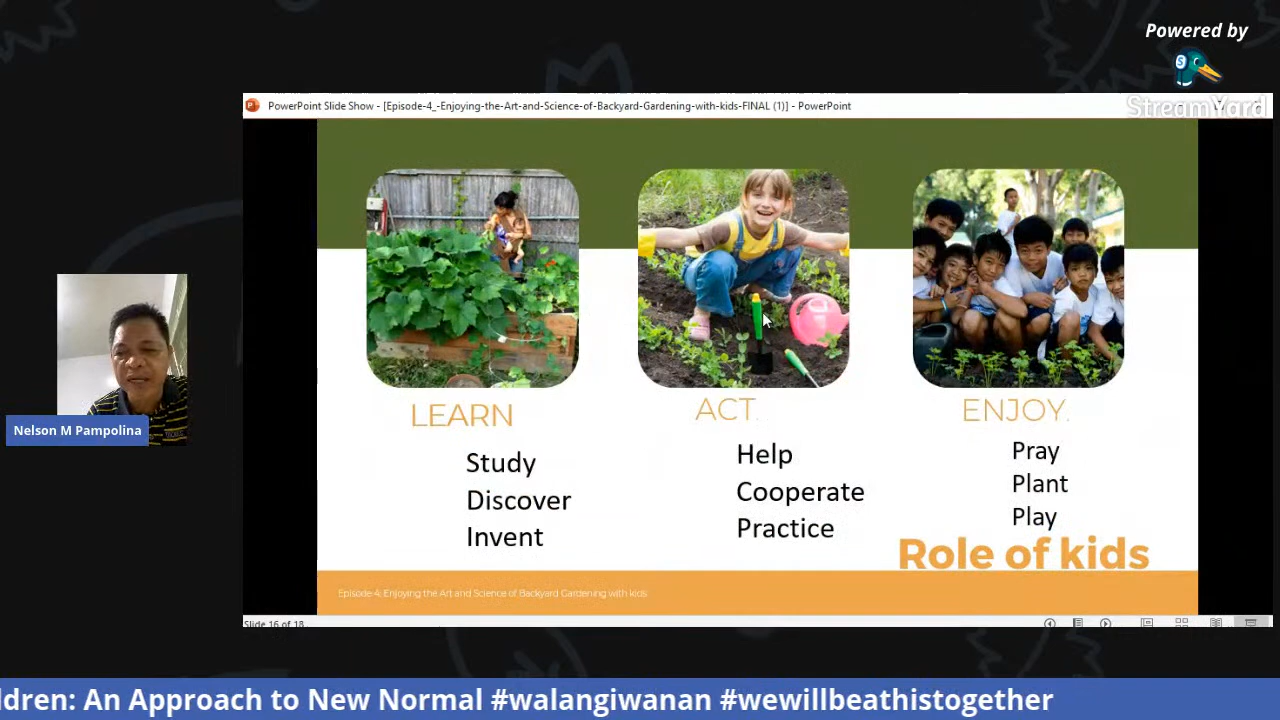 Powered by
StreamYard
PowerPoint Slide Show - [Episode-4_-Enjoying-the-Art-and-Science-of-Backyard-Gardening-with-kids-FINAL (1)] - PowerPoint
LEARN
Study
Discover
Invent
ACT.
Help
Cooperate
Practice
ENJOY.
Pray
Plant
Play
Role of kids
Episode 4: Enjoying the Art and Science of Backyard Gardening with kids
Slide 16 of 18
Nelson M Pampolina
ldren: An Approach to New Normal #walangiwanan #wewillbeathistogether